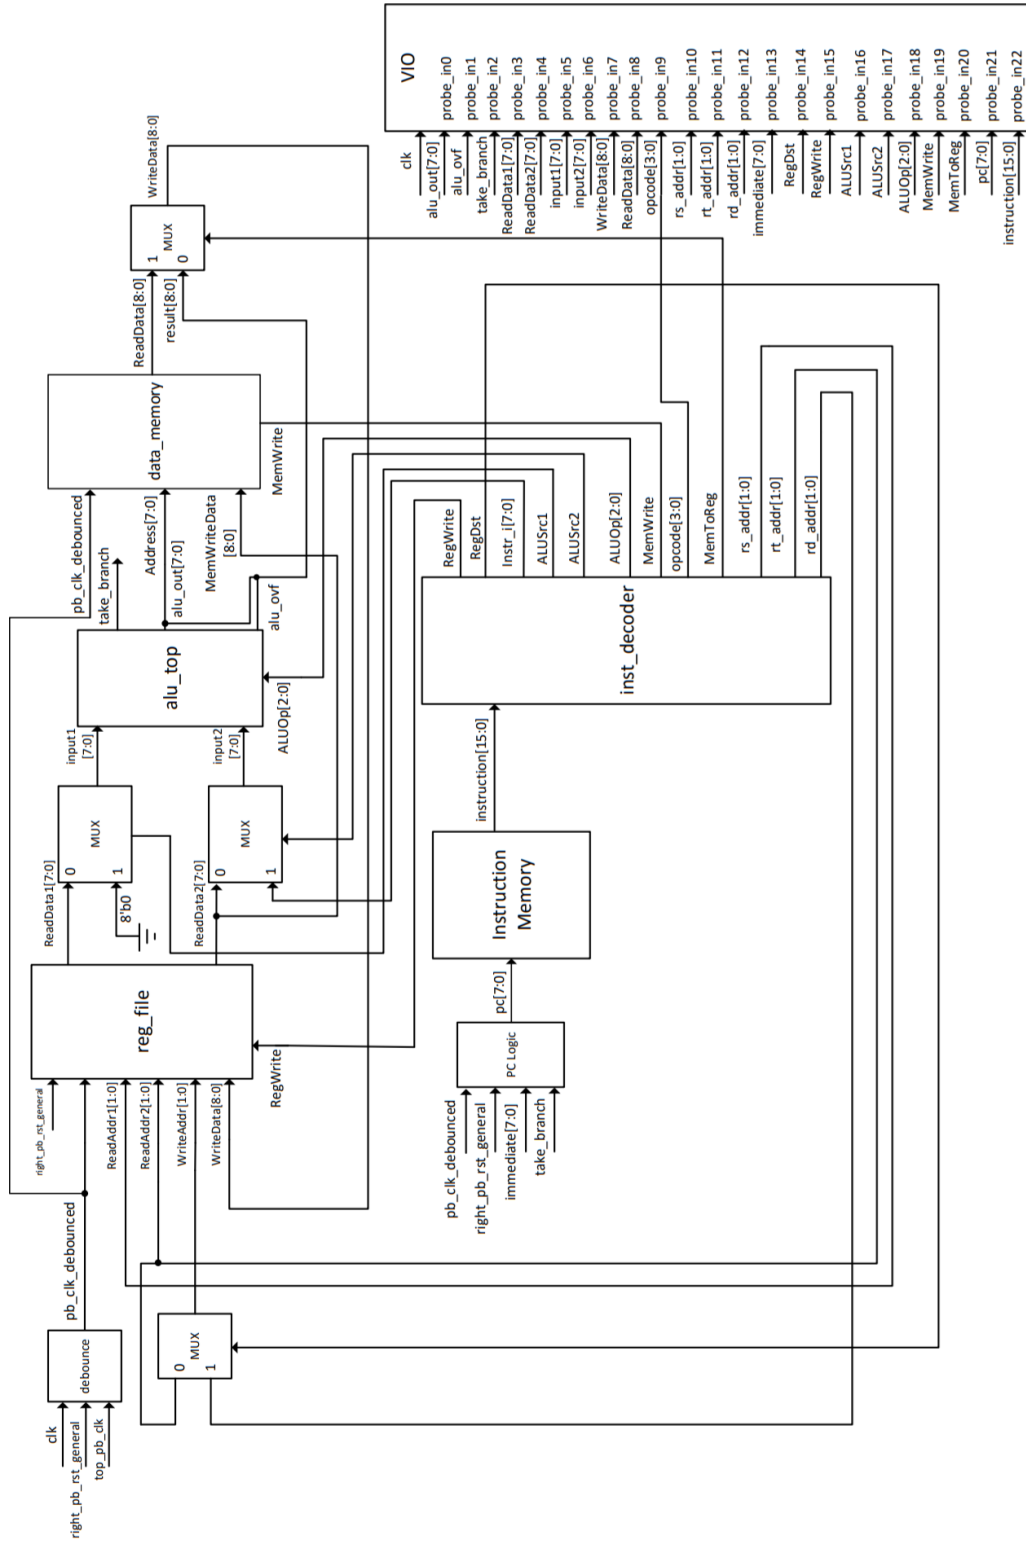 clk
right_pb_rst_general
top_pb_clk
debounce
pb_clk_debounced
0
MUX
1
right_pb_rst_general
ReadAddr1[1:0]
ReadAddr2[1:0]
WriteAddr[1:0]
WriteData[8:0]
reg_file
RegWrite
ReadData1[7:0]
8'b0
ReadData2[7:0]
0
MUX
1
0
MUX
1
input1
[7:0]
input2
[7:0]
alu_top
ALUOp[2:0]
pb_clk_debounced
take_branch
Address[7:0]
alu_out[7:0]
MemWriteData
[8:0]
alu_ovf
data_memory
MemWrite
ReadData[8:0]
result[8:0]
1
MUX
0
WriteData[8:0]
pb_clk_debounced
right_pb_rst_general
immediate[7:0]
take_branch
PC Logic
pc[7:0]
Instruction
Memory
instruction[15:0]
inst_decoder
RegWrite
RegDst
Instr_i[7:0]
ALUSrc1
ALUSrc2
ALUOp[2:0]
MemWrite
opcode[3:0]
MemToReg
rs_addr[1:0]
rt_addr[1:0]
rd_addr[1:0]
VIO
clk
alu_out[7:0] probe_in0
alu_ovf probe_in1
take_branch probe_in2
ReadData1[7:0] probe_in3
ReadData2[7:0] probe_in4
input1[7:0] probe_in5
input2[7:0] probe_in6
WriteData[8:0] probe_in7
ReadData[8:0] probe_in8
opcode[3:0] probe_in9
rs_addr[1:0] probe_in10
rt_addr[1:0] probe_in11
rd_addr[1:0] probe_in12
immediate[7:0] probe_in13
RegDst probe_in14
RegWrite probe_in15
ALUSrc1 probe_in16
ALUSrc2 probe_in17
ALUOp[2:0] probe_in18
MemWrite probe_in19
MemToReg probe_in20
pc[7:0] probe_in21
instruction[15:0] probe_in22